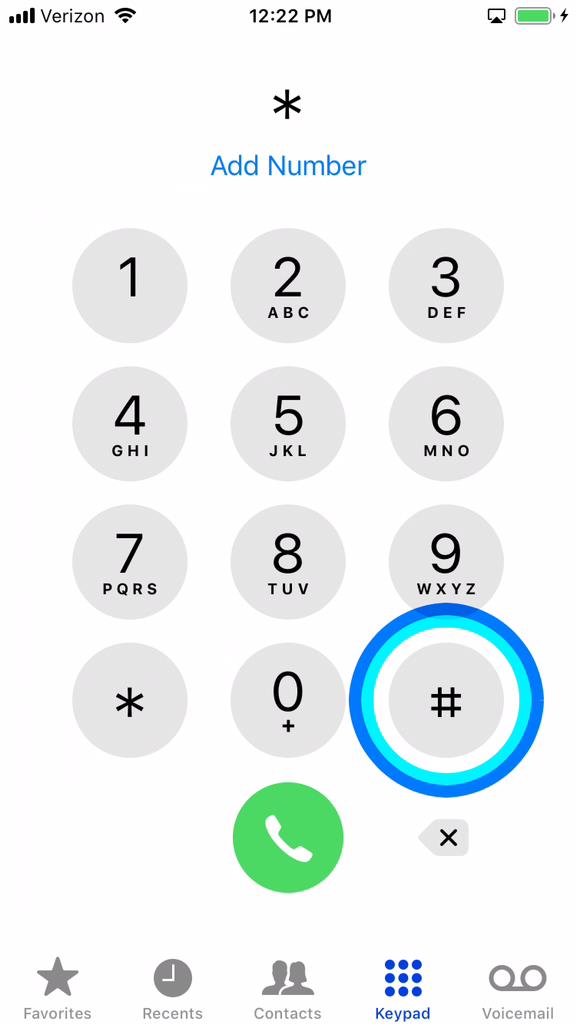 Verizon 12:22 PM
*
Add Number
1 2 3
ABC DEF
4 5 6
GHI JKL MNO
7 8 9
PQRS TUV WXYZ
* 0 #
+
Favorites Recents Contacts Keypad Voicemail